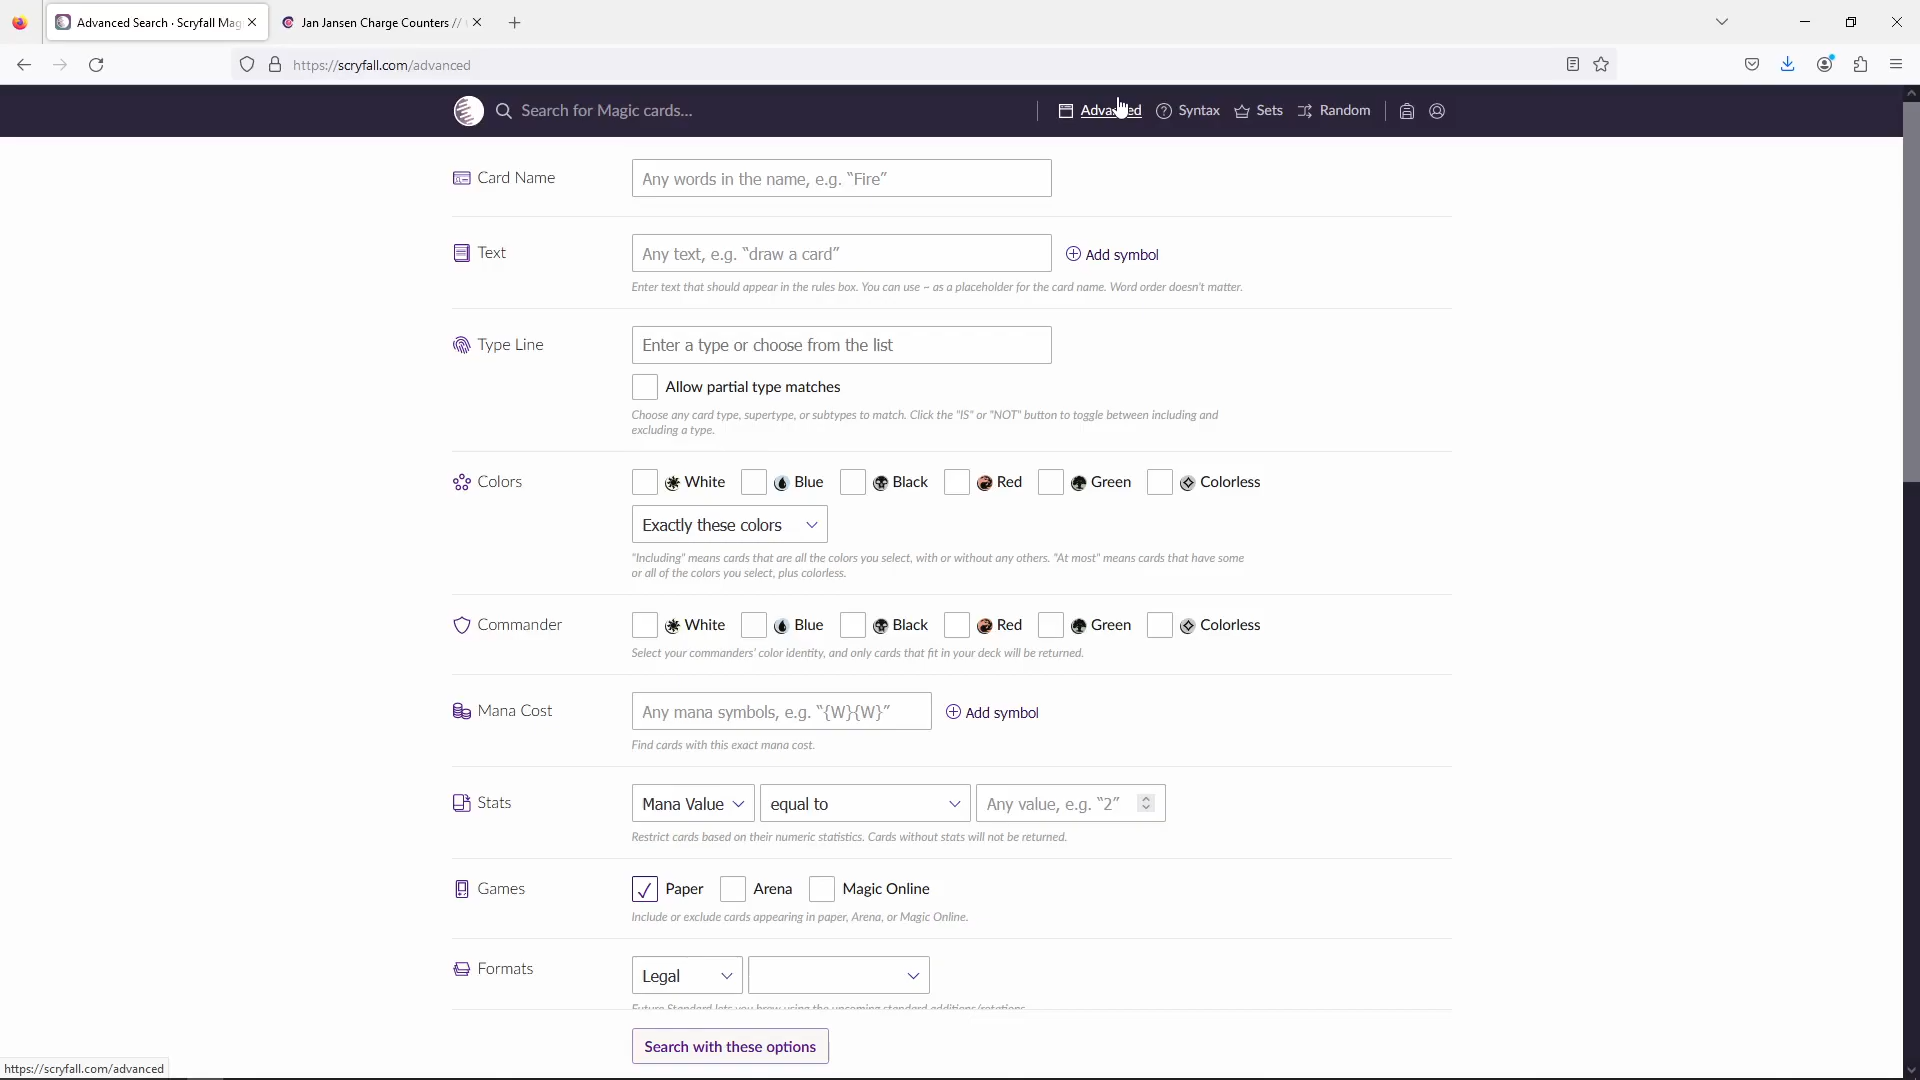 Advanced Search · Scryfall Mag
Jan Jansen Charge Counters //
https://scryfall.com/advanced
Search for Magic cards...
Advanced
Syntax
Sets
Random
Card Name
Any words in the name, e.g. “Fire”
Text
Any text, e.g. “draw a card”
Add symbol
Enter text that should appear in the rules box. You can use ~ as a placeholder for the card name. Word order doesn't matter.
Type Line
Enter a type or choose from the list
Allow partial type matches
Choose any card type, supertype, or subtypes to match. Click the "IS" or "NOT" button to toggle between including and
excluding a type.
Colors
White Blue Black Red Green Colorless
Exactly these colors
"Including" means cards that are all the colors you select, with or without any others. "At most" means cards that have some
or all of the colors you select, plus colorless.
Commander
White Blue Black Red Green Colorless
Select your commanders' color identity, and only cards that fit in your deck will be returned.
Mana Cost
Any mana symbols, e.g. “{W}{W}”
Add symbol
Find cards with this exact mana cost.
Stats
Mana Value
equal to
Any value, e.g. “2”
Restrict cards based on their numeric statistics. Cards without stats will not be returned.
Games
Paper Arena Magic Online
Include or exclude cards appearing in paper, Arena, or Magic Online.
Formats
Legal
Future Standard lets you brew using the upcoming standard additions/rotations
Search with these options
https://scryfall.com/advanced